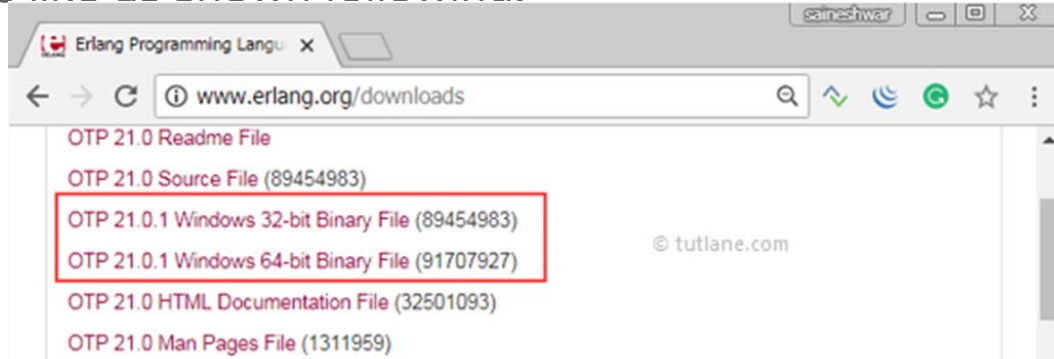 saineshwar
Erlang Programming Langu
www.erlang.org/downloads
OTP 21.0 Readme File
OTP 21.0 Source File (89454983)
OTP 21.0.1 Windows 32-bit Binary File (89454983)
OTP 21.0.1 Windows 64-bit Binary File (91707927)
© tutlane.com
OTP 21.0 HTML Documentation File (32501093)
OTP 21.0 Man Pages File (1311959)